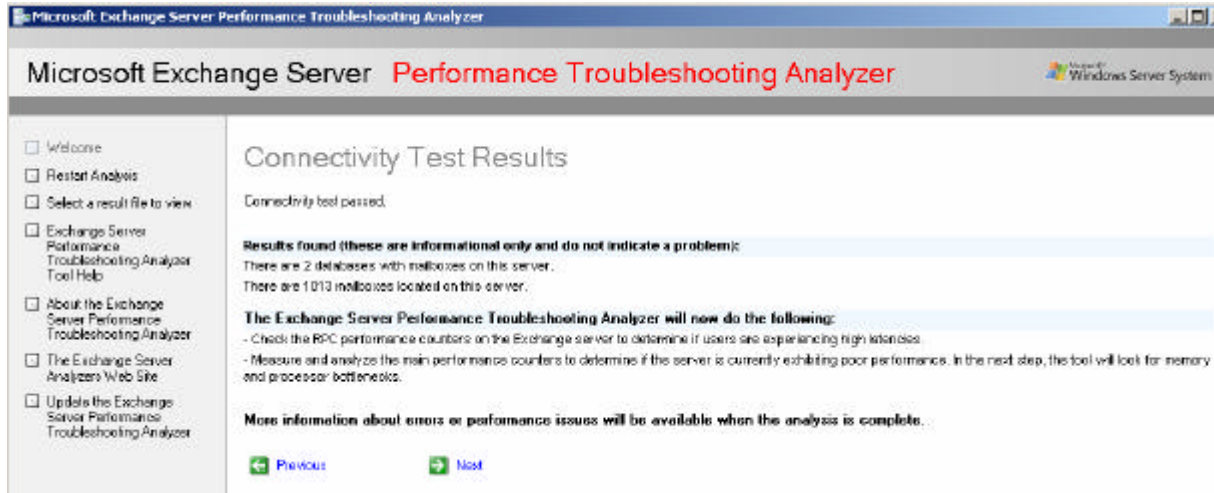 Microsoft Exchange Server Performance Troubleshooting Analyzer
Microsoft Exchange Server Performance Troubleshooting Analyzer
Windows Server System
Welcome
Restart Analysis
Select a result file to view
Exchange Server
Performance
Troubleshooting Analyzer
Tool Help
About the Exchange
Server Performance
Troubleshooting Analyzer
The Exchange Server
Analyzers Web Site
Update the Exchange
Server Performance
Troubleshooting Analyzer
Connectivity Test Results
Connectivity test passed.
Results found (these are informational only and do not indicate a problem):
There are 2 databases with mailboxes on this server.
There are 1013 mailboxes located on this server.
The Exchange Server Performance Troubleshooting Analyzer will now do the following:
- Check the RPC performance counters on the Exchange server to determine if users are experiencing high latencies.
- Measure and analyze the main performance counters to determine if the server is currently exhibiting poor performance. In the next step, the tool will look for memory
and processor bottlenecks.
More information about errors or performance issues will be available when the analysis is complete.
Previous
Next